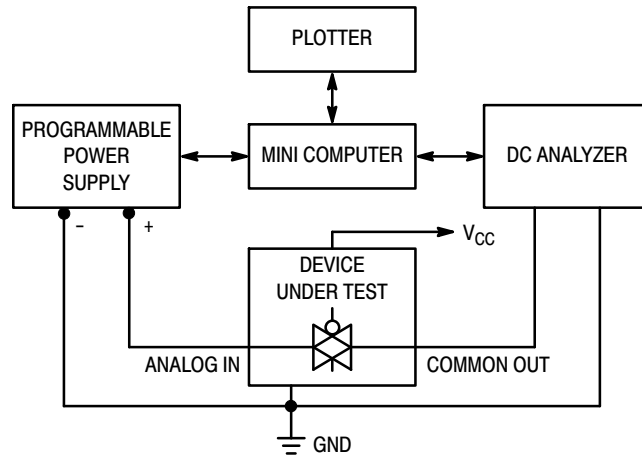 PLOTTER
PROGRAMMABLE
POWER
SUPPLY
MINI COMPUTER
DC ANALYZER
− +
VCC
DEVICE
UNDER TEST
ANALOG IN
COMMON OUT
GND